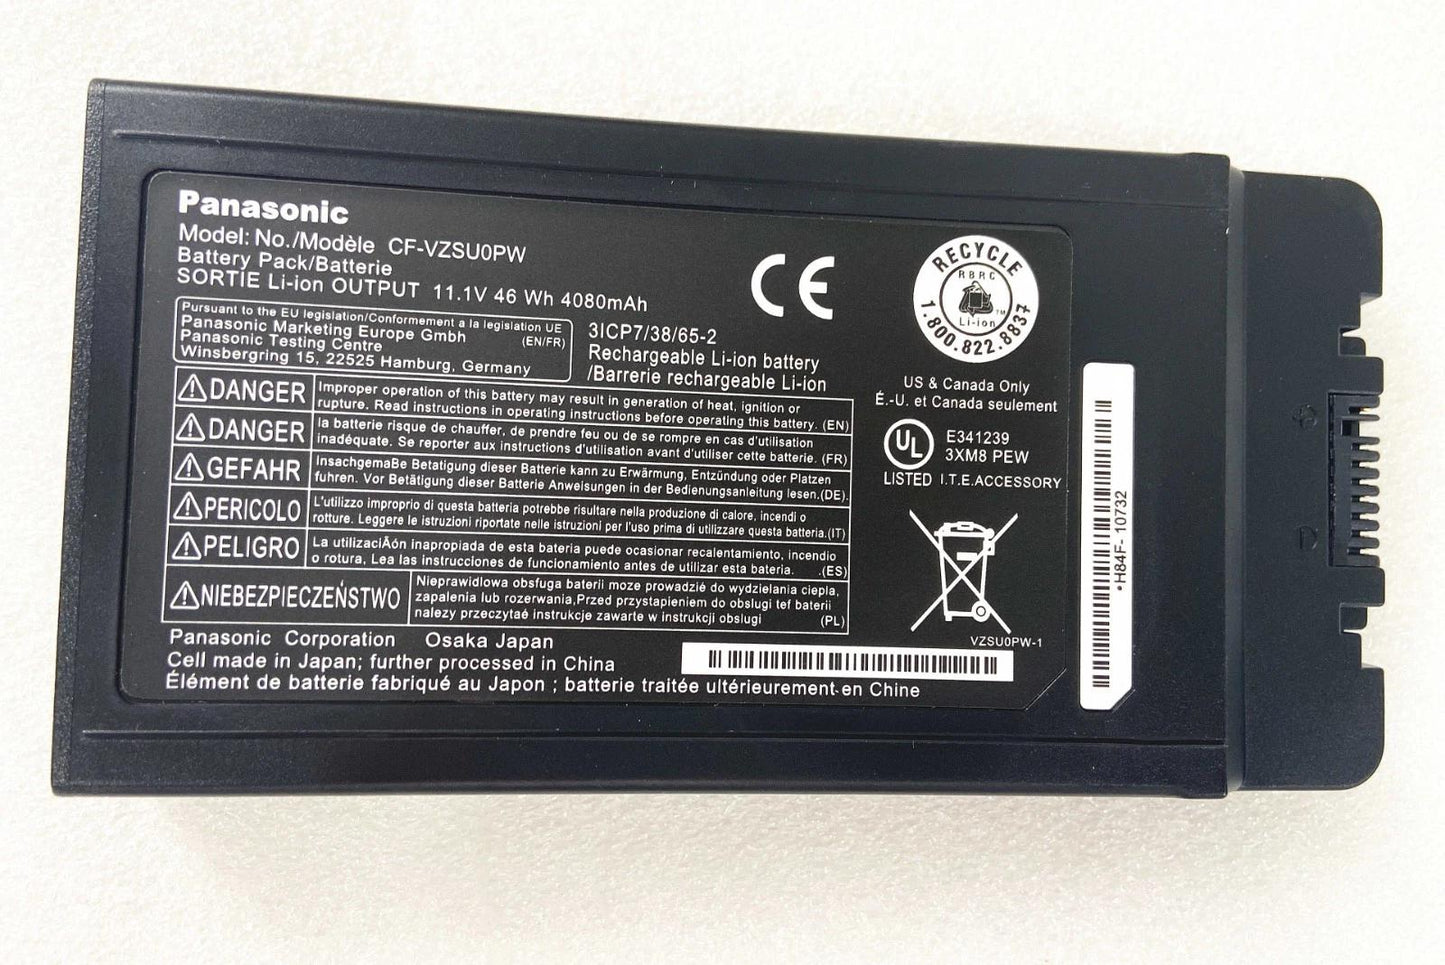 Panasonic
Model: No./Modèle CF-VZSU0PW
Battery Pack/Batterie
SORTIE Li-ion OUTPUT 11.1V 46 Wh 4080mAh
Pursuant to the EU legislation/Conformement a la legislation UE
Panasonic Marketing Europe Gmbh (EN/FR)
Panasonic Testing Centre
Winsbergring 15, 22525 Hamburg, Germany
3ICP7/38/65-2
Rechargeable Li-ion battery
/Barrerie rechargeable Li-ion
CE
RECYCLE
RBRC
Li-ion TM
1.800.822.8837
US & Canada Only
É.-U. et Canada seulement
UL
E341239
3XM8 PEW
LISTED I.T.E.ACCESSORY
DANGER
Improper operation of this battery may result in generation of heat, ignition or
rupture. Read instructions in operating instructions before operating this battery. (EN)
DANGER
la batterie risque de chauffer, de prendre feu ou de se rompre en cas d'utilisation
inadéquate. Se reporter aux instructions d'utilisation avant d'utiliser cette batterie. (FR)
GEFAHR
InsachgemaBe Betatigung dieser Batterie kann zu Erwärmung, Entzündung oder Platzen
fuhren. Vor Betätigung dieser Batterie Anweisungen in der Bedienungsanleitung lesen.(DE).
PERICOLO
L'utilizzo improprio di questa batteria potrebbe risultare nella produzione di calore, incendi o
rotture. Leggere le istruzioni riportate nelle istruzioni per l'uso prima di utilizzare questa batteria.(IT)
PELIGRO
La utilizaciÃón inapropiada de esta bateria puede ocasionar recalentamiento, incendio
o rotura, Lea las instrucciones de funcionamiento antes de utilizar esta bateria. .(ES)
NIEBEZPIECZEŃSTWO
Nieprawidlowa obsfuga baterii moze prowadzié do wydzielania ciepla,
zapalenia lub rozerwania,Przed przystapieniem do obslugi tef baterii
nalezy przeczytaé instrukcje zawarte w instrukcji obslugi (PL)
VZSU0PW-1
Panasonic Corporation Osaka Japan
Cell made in Japan; further processed in China
Élément de batterie fabriqué au Japon ; batterie traitée ultérieurement en China
•H84F- 10732